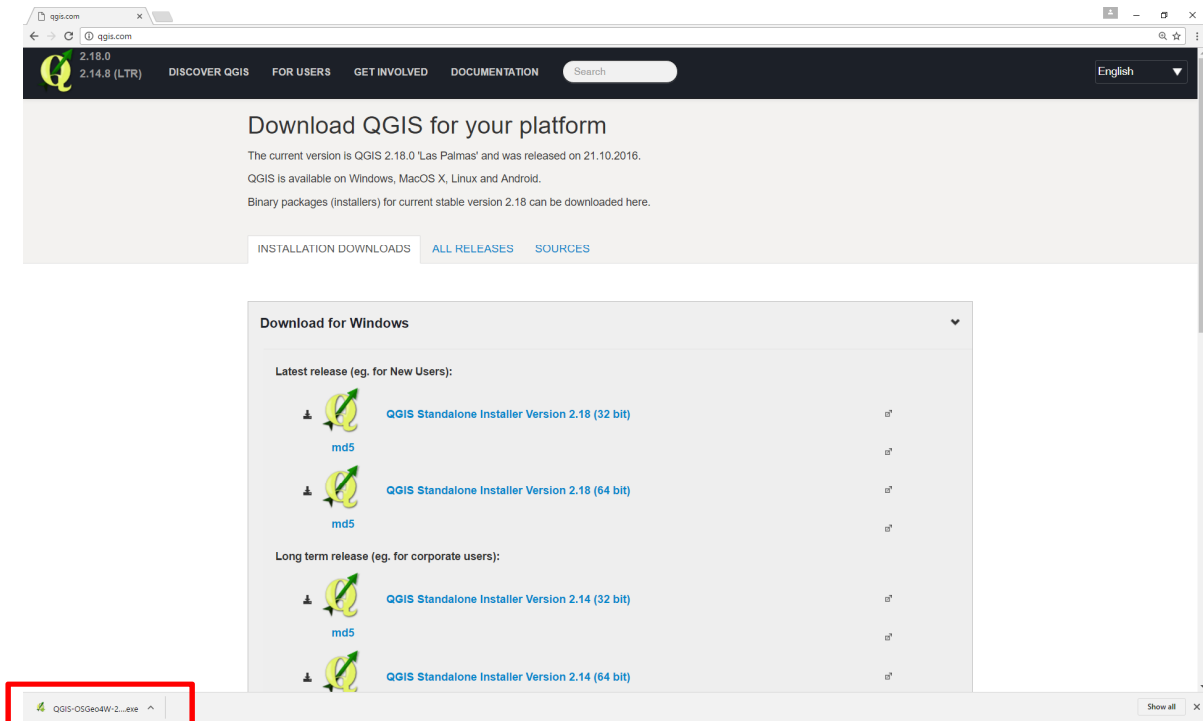 qgis.com
qgis.com
2.18.0
2.14.8 (LTR)
DISCOVER QGIS
FOR USERS
GET INVOLVED
DOCUMENTATION
Search
English
Download QGIS for your platform
The current version is QGIS 2.18.0 'Las Palmas' and was released on 21.10.2016.
QGIS is available on Windows, MacOS X, Linux and Android.
Binary packages (installers) for current stable version 2.18 can be downloaded here.
INSTALLATION DOWNLOADS
ALL RELEASES
SOURCES
Download for Windows
Latest release (eg. for New Users):
QGIS Standalone Installer Version 2.18 (32 bit)
md5
QGIS Standalone Installer Version 2.18 (64 bit)
md5
Long term release (eg. for corporate users):
QGIS Standalone Installer Version 2.14 (32 bit)
md5
QGIS Standalone Installer Version 2.14 (64 bit)
QGIS-OSGeo4W-2....exe
Show all